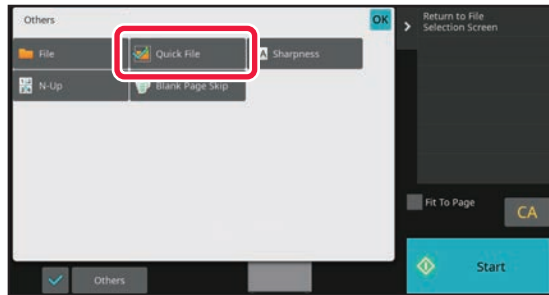 Others
OK
Return to File
Selection Screen
File
Quick File
Sharpness
N-Up
Blank Page Skip
Fit To Page
CA
Others
Start